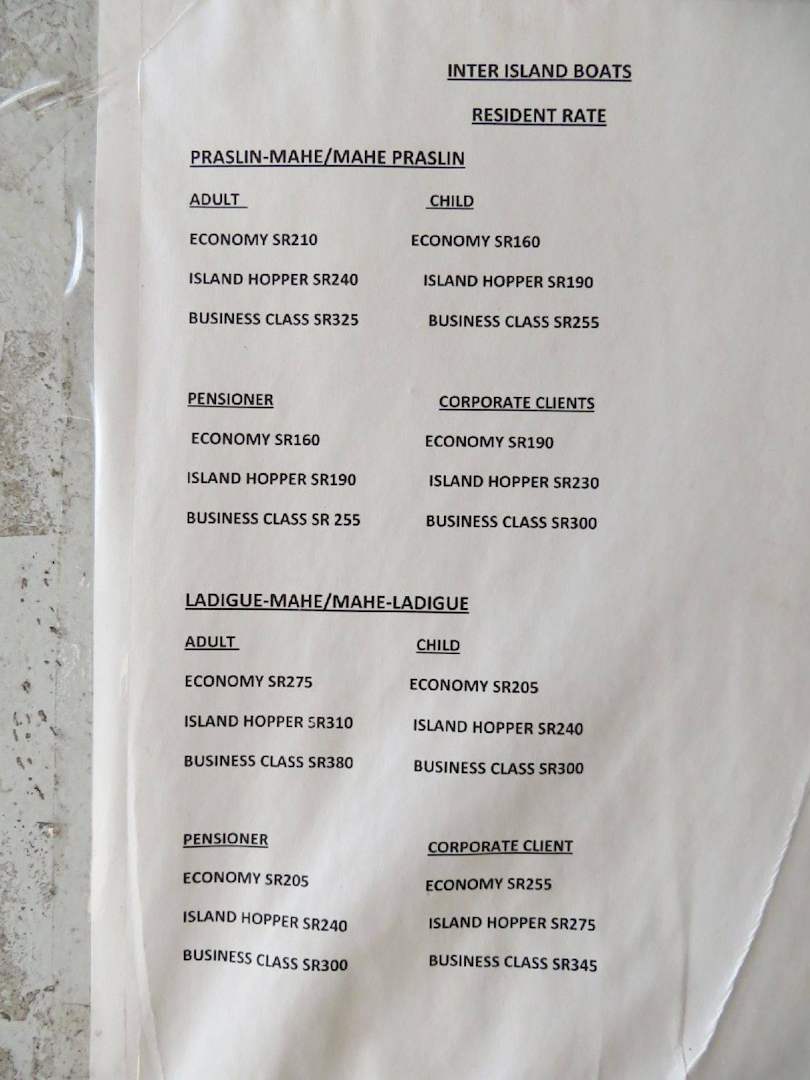 INTER ISLAND BOATS
RESIDENT RATE
PRASLIN-MAHE/MAHE PRASLIN
ADULT CHILD
ECONOMY SR210 ECONOMY SR160
ISLAND HOPPER SR240 ISLAND HOPPER SR190
BUSINESS CLASS SR325 BUSINESS CLASS SR255
PENSIONER CORPORATE CLIENTS
ECONOMY SR160 ECONOMY SR190
ISLAND HOPPER SR190 ISLAND HOPPER SR230
BUSINESS CLASS SR 255 BUSINESS CLASS SR300
LADIGUE-MAHE/MAHE-LADIGUE
ADULT CHILD
ECONOMY SR275 ECONOMY SR205
ISLAND HOPPER SR310 ISLAND HOPPER SR240
BUSINESS CLASS SR380 BUSINESS CLASS SR300
PENSIONER CORPORATE CLIENT
ECONOMY SR205 ECONOMY SR255
ISLAND HOPPER SR240 ISLAND HOPPER SR275
BUSINESS CLASS SR300 BUSINESS CLASS SR345